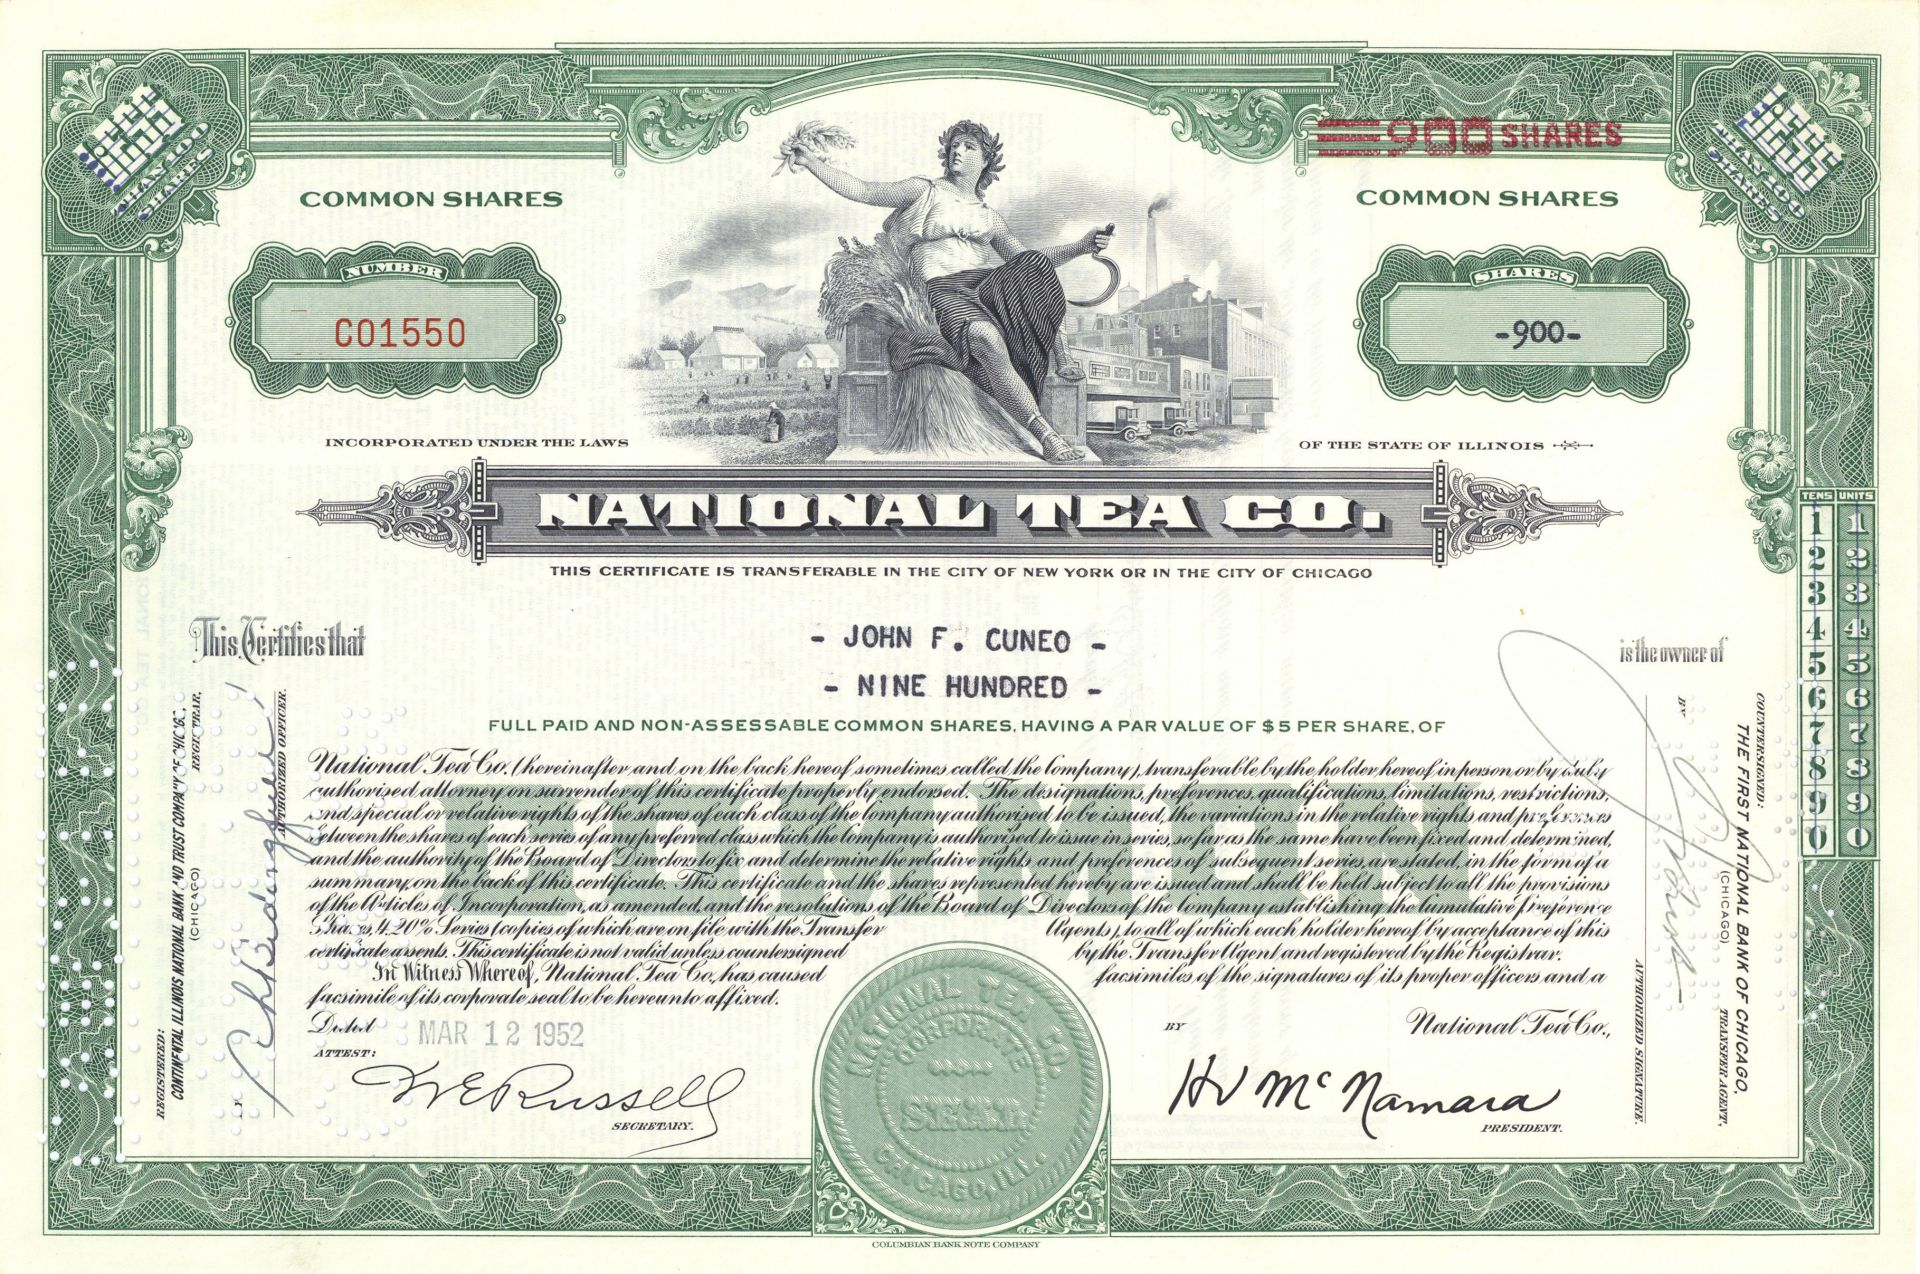 LESS
THAN 100
SHARES
LESS
THAN 100
SHARES
900 SHARES
COMMON SHARES
COMMON SHARES
NUMBER
C01550
SHARES
-900-
INCORPORATED UNDER THE LAWS
OF THE STATE OF ILLINOIS
NATIONAL TEA CO.
THIS CERTIFICATE IS TRANSFERABLE IN THE CITY OF NEW YORK OR IN THE CITY OF CHICAGO
This Certifies that
- JOHN F. CUNEO -
is the owner of
- NINE HUNDRED -
FULL PAID AND NON-ASSESSABLE COMMON SHARES, HAVING A PAR VALUE OF $5 PER SHARE, OF
National Tea Co. (hereinafter and on the back hereof sometimes called the Company), transferable by the holder hereof in person or by duly
authorised attorney on surrender of this certificate properly endorsed. The designations, preferences, qualifications, limitations, restrictions,
and special or relative rights of the shares of each class of the Company authorised to be issued, the variations in the relative rights and preferences
between the shares of each series of any preferred class which the Company is authorised to issue in series, so far as the same have been fixed and determined,
and the authority of the Board of Directors to fix and determine the relative rights and preferences of subsequent series, are stated, in the form of a
summary, on the back of this certificate. This certificate and the shares represented hereby are issued and shall be held subject to all the provisions
of the Articles of Incorporation, as amended, and the resolutions of the Board of Directors of the Company establishing the Cumulative Preference
Shares, 4.20% Series (copies of which are on file with the Transfer Agents), to all of which each holder hereof by acceptance of this
certificate assents. This certificate is not valid unless countersigned by the Transfer Agent and registered by the Registrar.
In Witness Whereof, National Tea Co., has caused facsimiles of the signatures of its proper officers and a
facsimile of its corporate seal to be hereunto affixed.
Dated MAR 12 1952
National Tea Co.,
ATTEST:
BY
W E Russell
SECRETARY.
H V McNamara
PRESIDENT.
NATIONAL TEA CO.
CORPORATE
SEAL
CHICAGO, ILL.
REGISTERED:
CONTINENTAL ILLINOIS NATIONAL BANK AND TRUST COMPANY OF CHICAGO,
(CHICAGO) REGISTRAR,
BY
AUTHORIZED OFFICER.
COUNTERSIGNED:
THE FIRST NATIONAL BANK OF CHICAGO,
(CHICAGO) TRANSFER AGENT,
BY
AUTHORIZED SIGNATURE.
TENS UNITS
1 1
2 2
3 3
4 4
5 5
6 6
7 7
8 8
9 9
0 0
COLUMBIAN BANK NOTE COMPANY